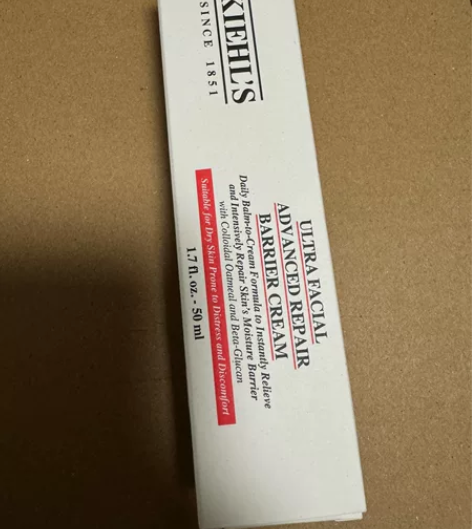 KIEHL'S
SINCE 1851
ULTRA FACIAL
ADVANCED REPAIR
BARRIER CREAM
Daily Balm-to-Cream Formula to Instantly Relieve
and Intensively Repair Skin's Moisture Barrier
with Colloidal Oatmeal and Beta-Glucan
Suitable for Dry Skin Prone to Distress and Discomfort
1.7 fl. oz. - 50 ml